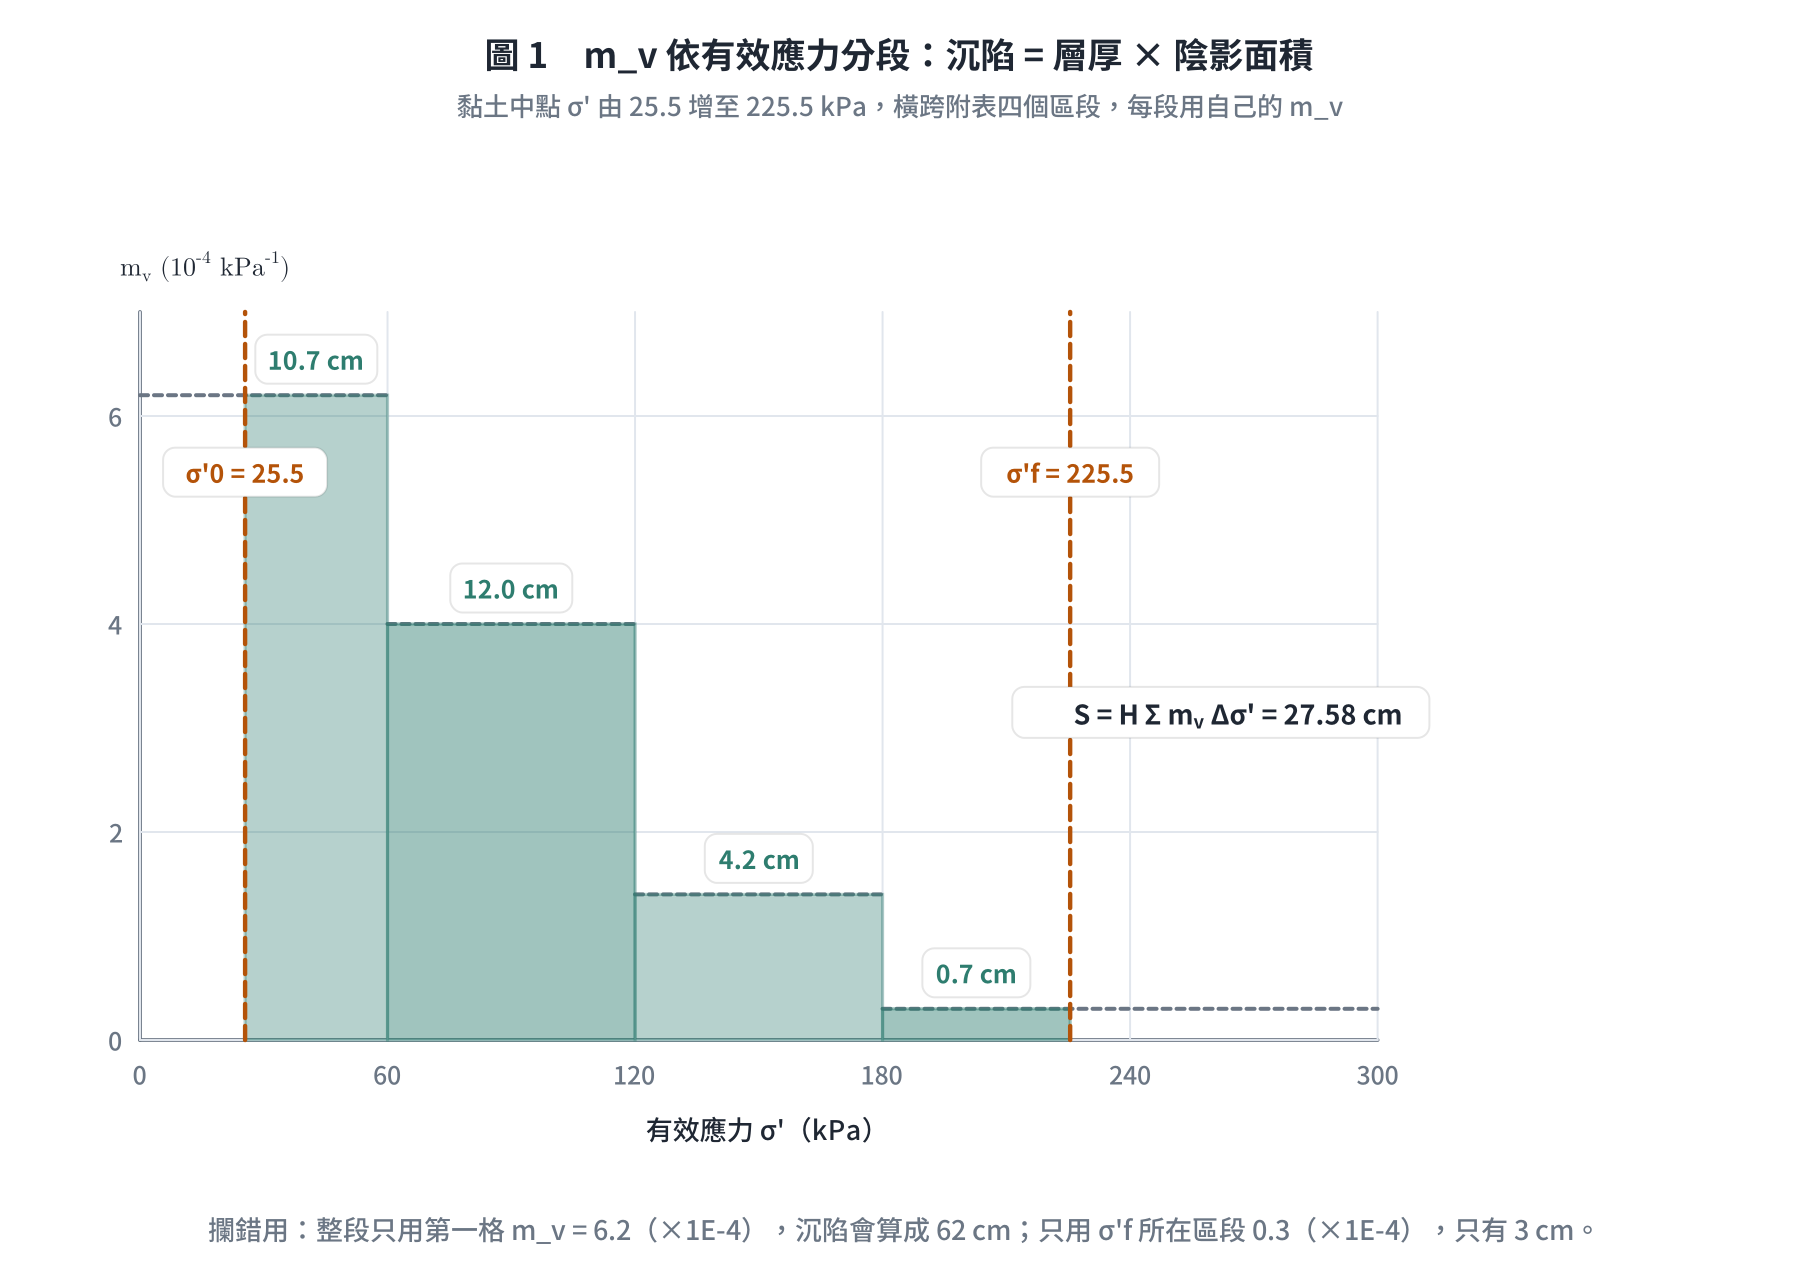 圖 1　m_v 依有效應力分段：沉陷 = 層厚 × 陰影面積
黏土中點 σ' 由 25.5 增至 225.5 kPa，橫跨附表四個區段，每段用自己的 m_v
m_v (10^-4 kPa^-1)
10.7 cm
6
σ'0 = 25.5
σ'f = 225.5
12.0 cm
4
S = H Σ m_v Δσ' = 27.58 cm
2
4.2 cm
0.7 cm
0
0 60 120 180 240 300
有效應力 σ'（kPa）
攔錯用：整段只用第一格 m_v = 6.2（×1E-4），沉陷會算成 62 cm；只用 σ'f 所在區段 0.3（×1E-4），只有 3 cm。